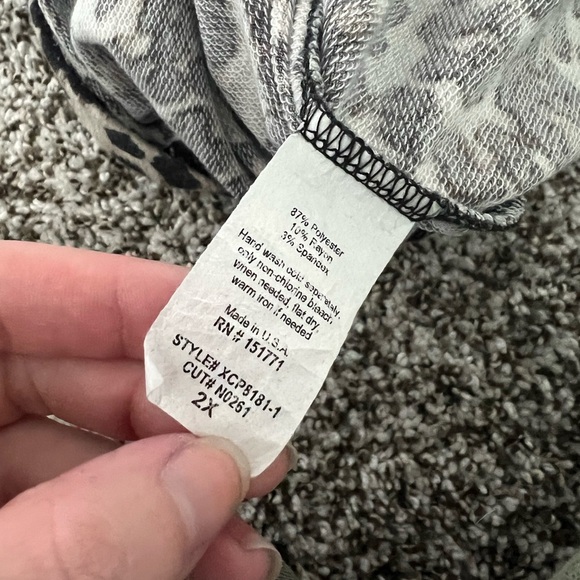 87% Polyester
10% Rayon
3% Spandex
Hand wash cold separately,
only non-chlorine bleach,
when needed, flat dry,
warm iron if needed
Made in U.S.A.
RN # 151771
STYLE# XCP5181-1
CUT# N0261
2X